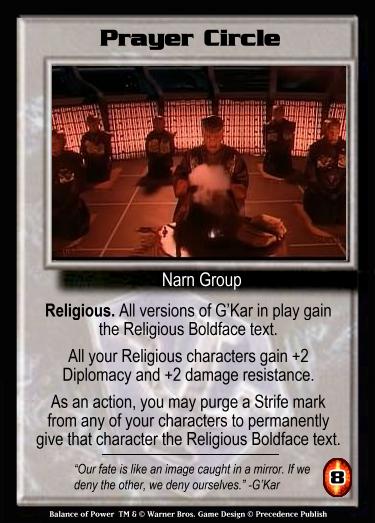 Prayer Circle
Narn Group
Religious. All versions of G'Kar in play gain
the Religious Boldface text.
All your Religious characters gain +2
Diplomacy and +2 damage resistance.
As an action, you may purge a Strife mark
from any of your characters to permanently
give that character the Religious Boldface text.
"Our fate is like an image caught in a mirror. If we
deny the other, we deny ourselves." -G'Kar
8
Balance of Power TM & © Warner Bros. Game Design © Precedence Publish